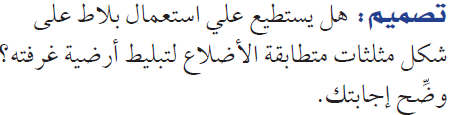 تصميم: هل يستطيع علي استعمال بلاط على
شكل مثلثات متطابقة الأضلاع لتبليط أرضية غرفته؟
وضِّح إجابتك.